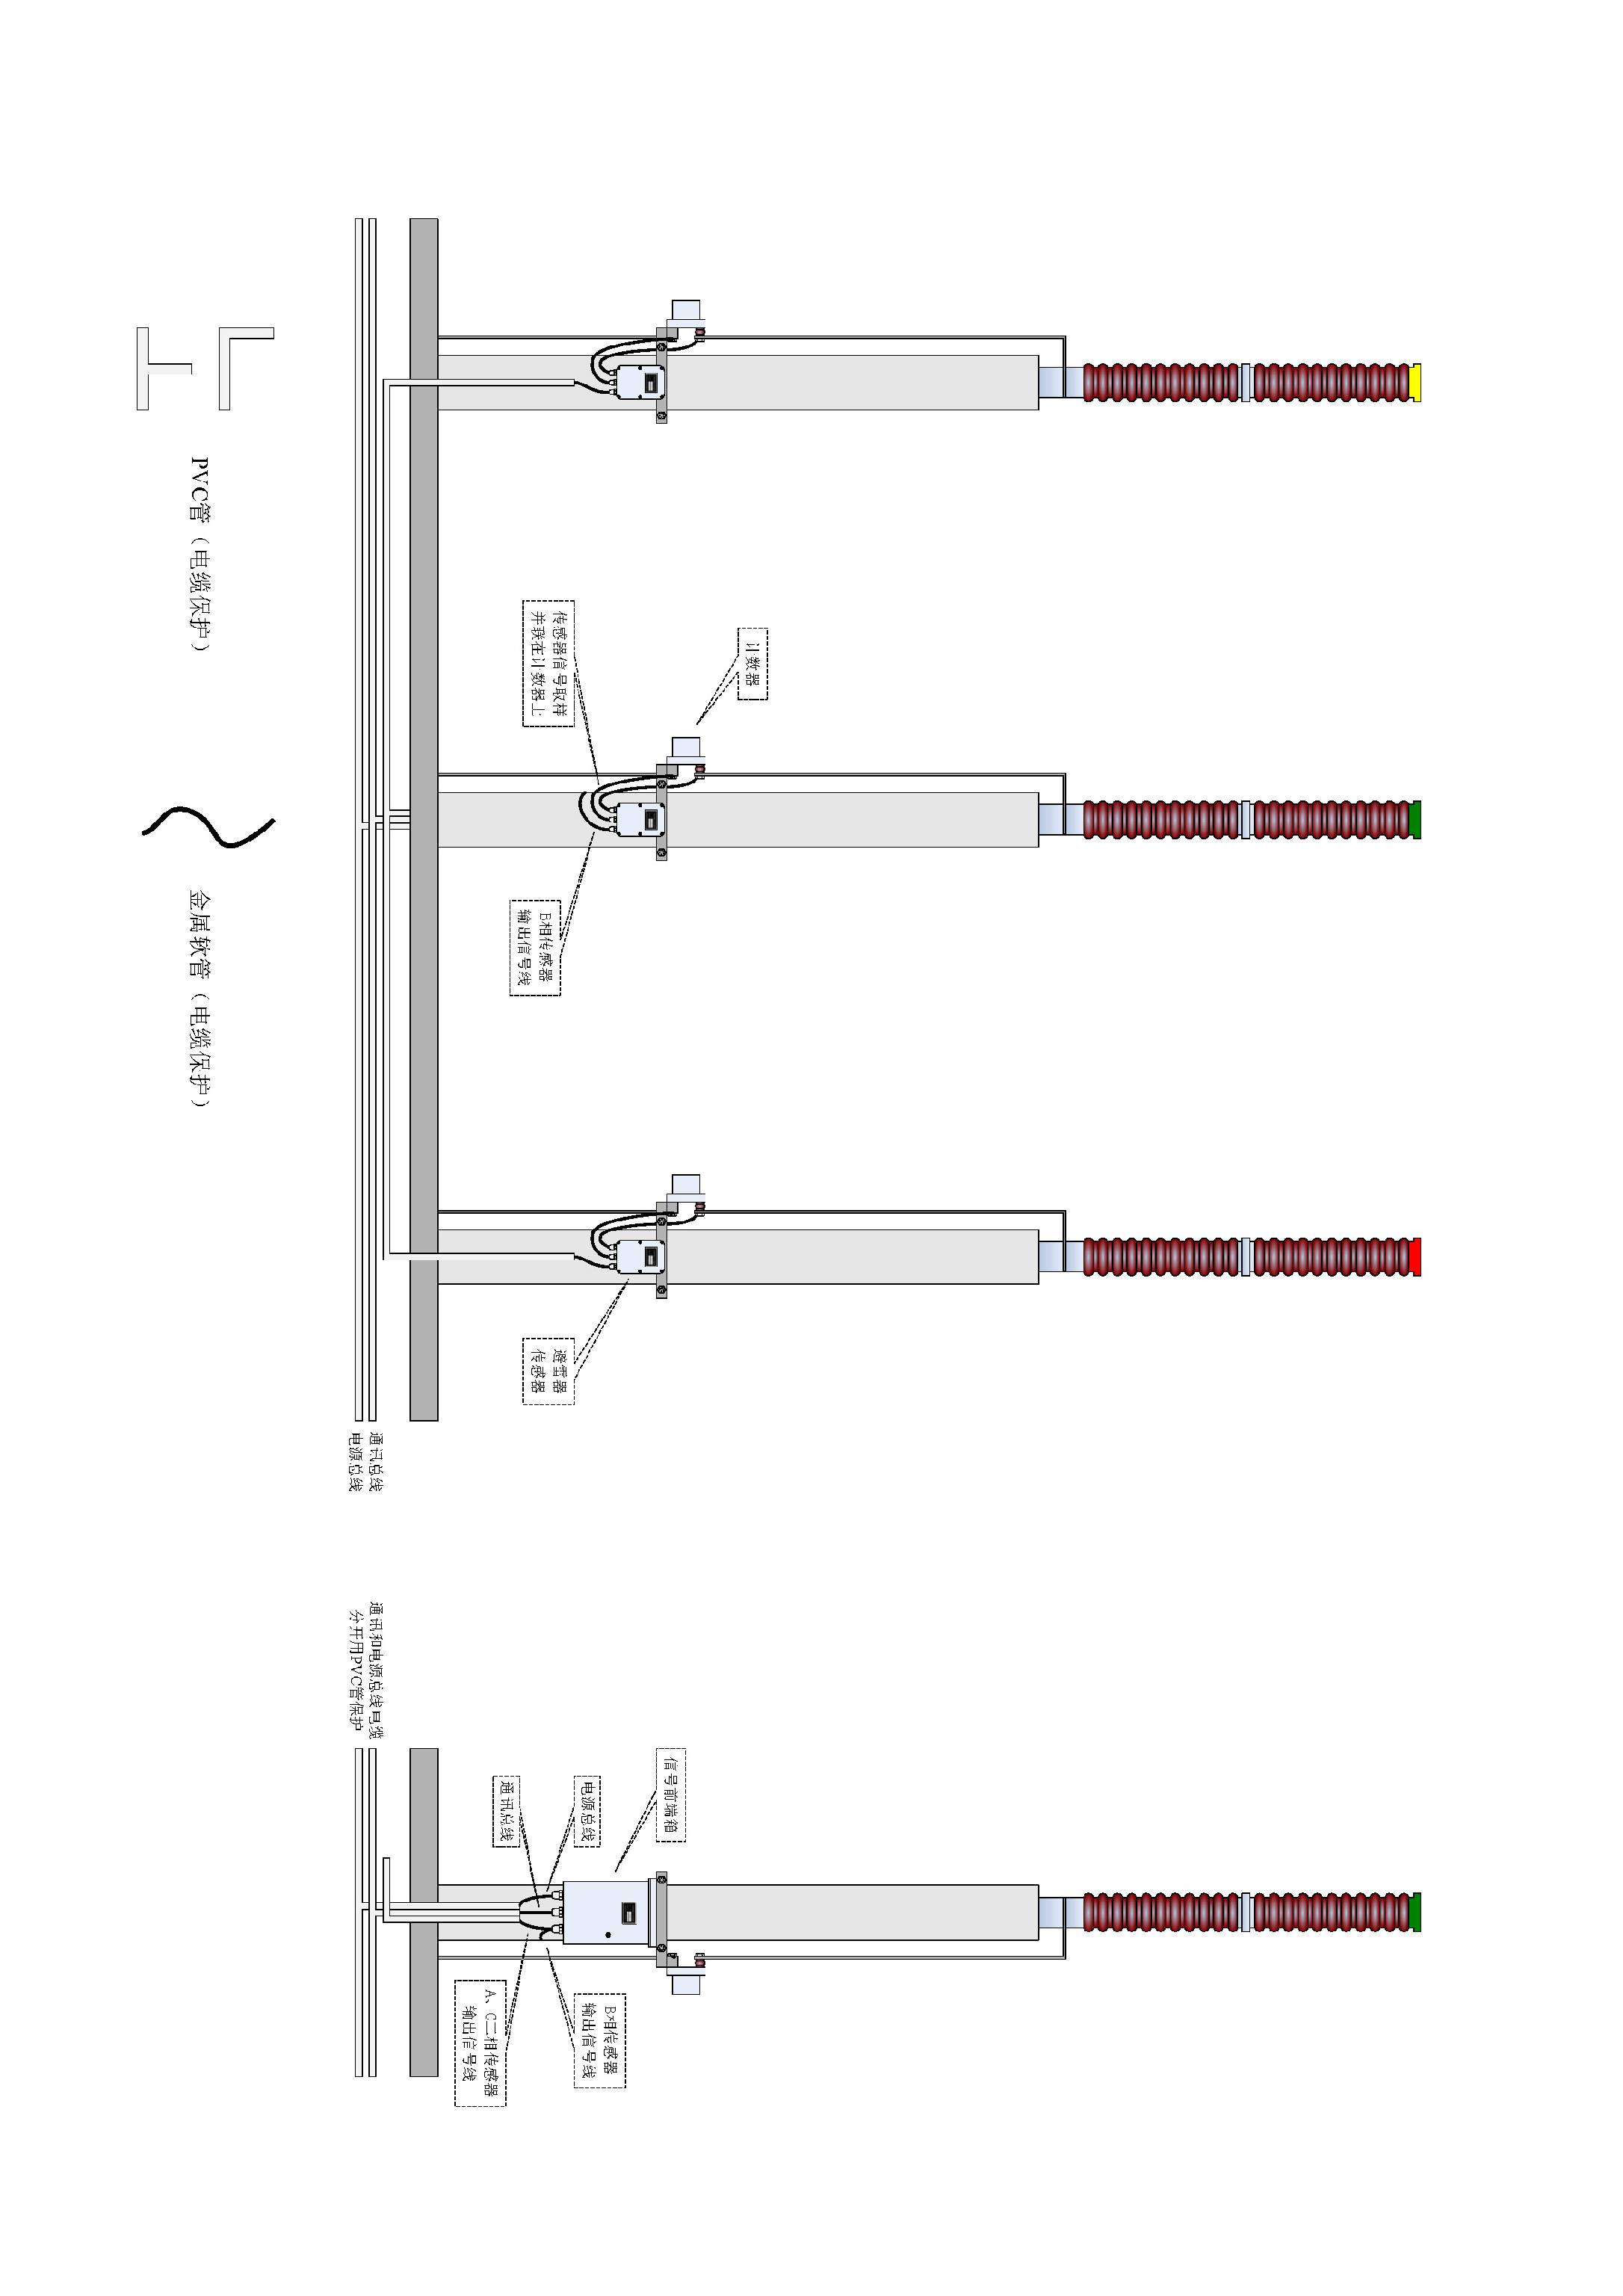 计数器
传感器信号取样
并联在计数器上
B相传感器
输出信号线
避雷器
传感器
通讯总线
电源总线
PVC管（电缆保护）
金属软管（电缆保护）
信号前端箱
电源总线
通讯总线
B相传感器
输出信号线
A、C二相传感器
输出信号线
通讯和电源总线电缆
分开用PVC管保护